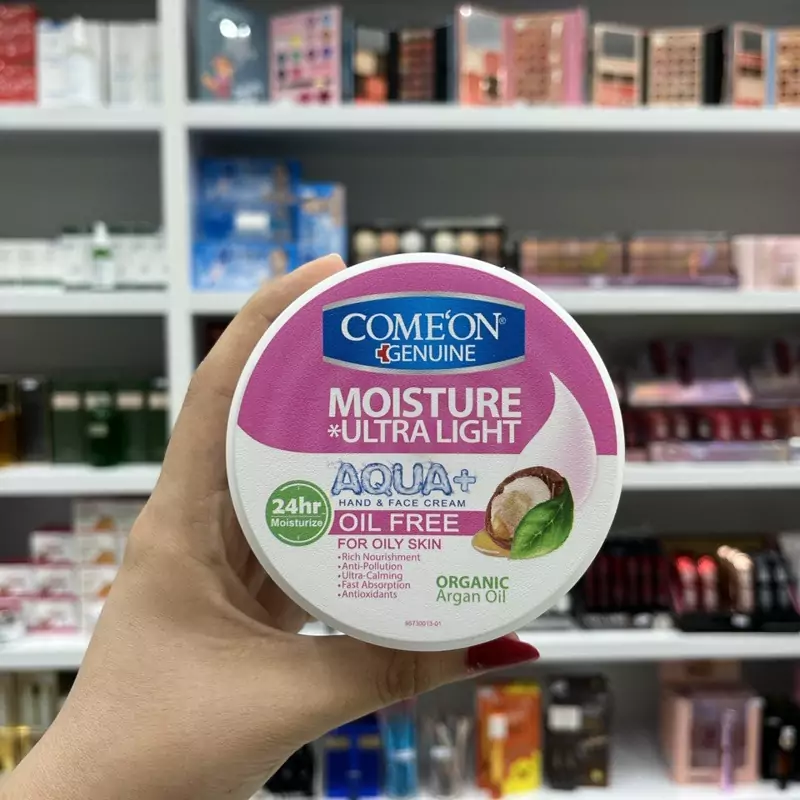 COME'ON®
GENUINE
MOISTURE
*ULTRA LIGHT
AQUA+
HAND & FACE CREAM
24hr
Moisturize
OIL FREE
FOR OILY SKIN
•Rich Nourishment
•Anti-Pollution
•Ultra-Calming
•Fast Absorption
•Antioxidants
ORGANIC
Argan Oil